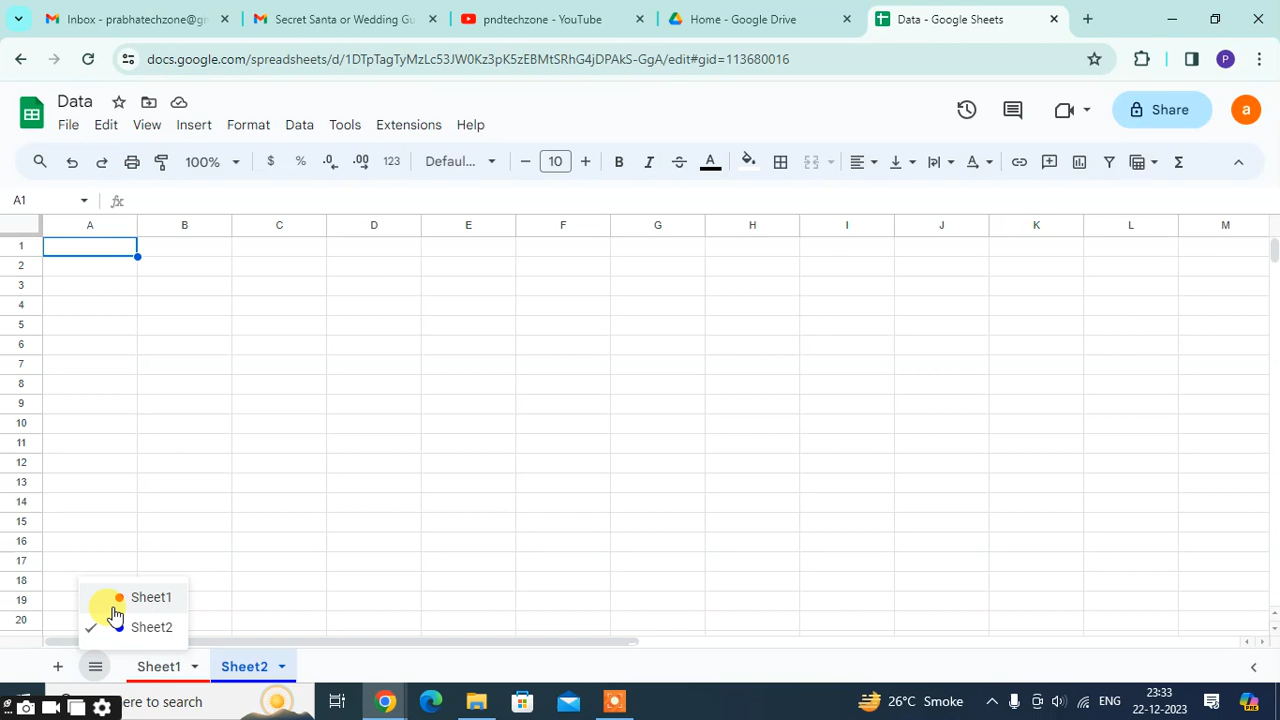 Inbox - prabhatechzone@gr
Secret Santa or Wedding Gu
pndtechzone - YouTube
Home - Google Drive
Data - Google Sheets
docs.google.com/spreadsheets/d/1DTpTagTyMzLc53JW0Kz3pK5zEBMtSRhG4jDPAkS-GgA/edit#gid=113680016
P
Data
File Edit View Insert Format Data Tools Extensions Help
Share
a
100% $ % .0 .00 123 Defaul... 10 B I S A Σ
A1 fx
A B C D E F G H I J K L M
1
2
3
4
5
6
7
8
9
10
11
12
13
14
15
16
17
18
19
20
Sheet1
Sheet2
Sheet1 Sheet2
here to search
26°C Smoke
ENG
23:33
22-12-2023